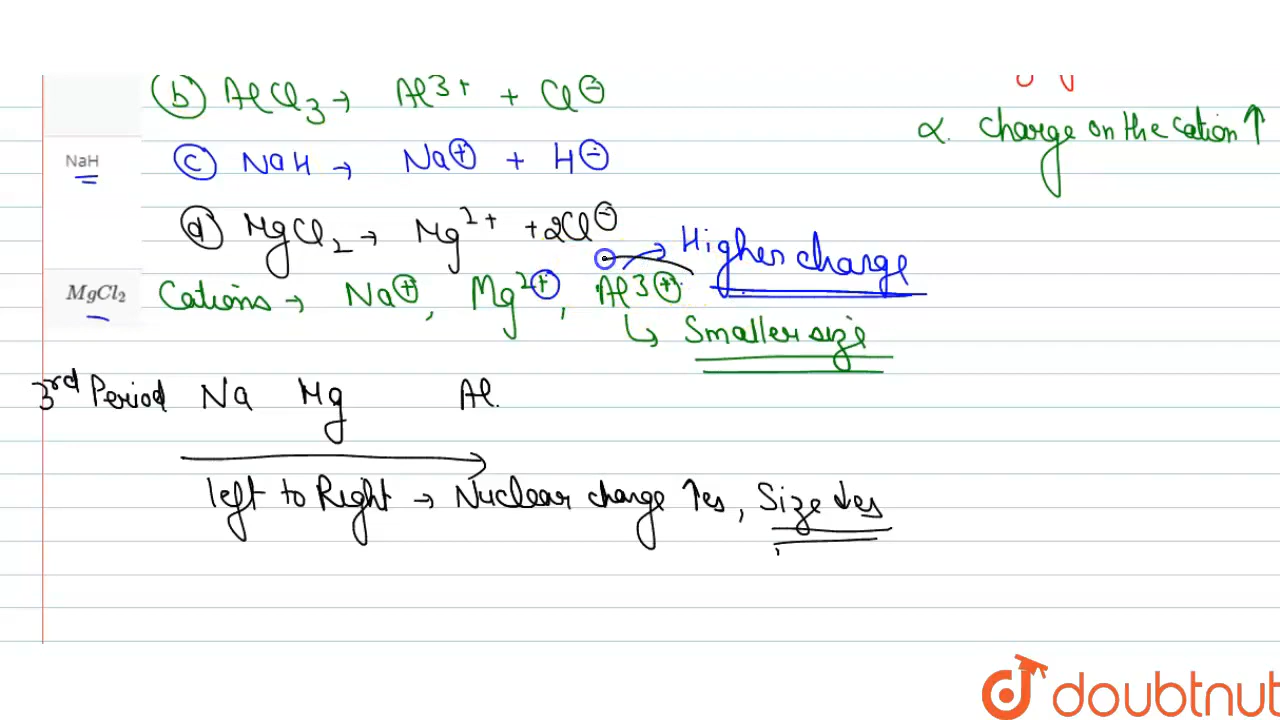 (b) AlCl3 → Al3+ + Cl⊖
α. charge on the cation ↑
NaH
(c) NaH → Na⊕ + H⊖
(d) MgCl2 → Mg2+ + 2Cl⊖
→ Higher charge
MgCl2
Cations → Na⊕, Mg2⊕, Al3⊕
↳ Smaller size
3rd Period Na Mg Al.
left to Right → Nuclear charge ↑es, Size ↓es
doubtnut